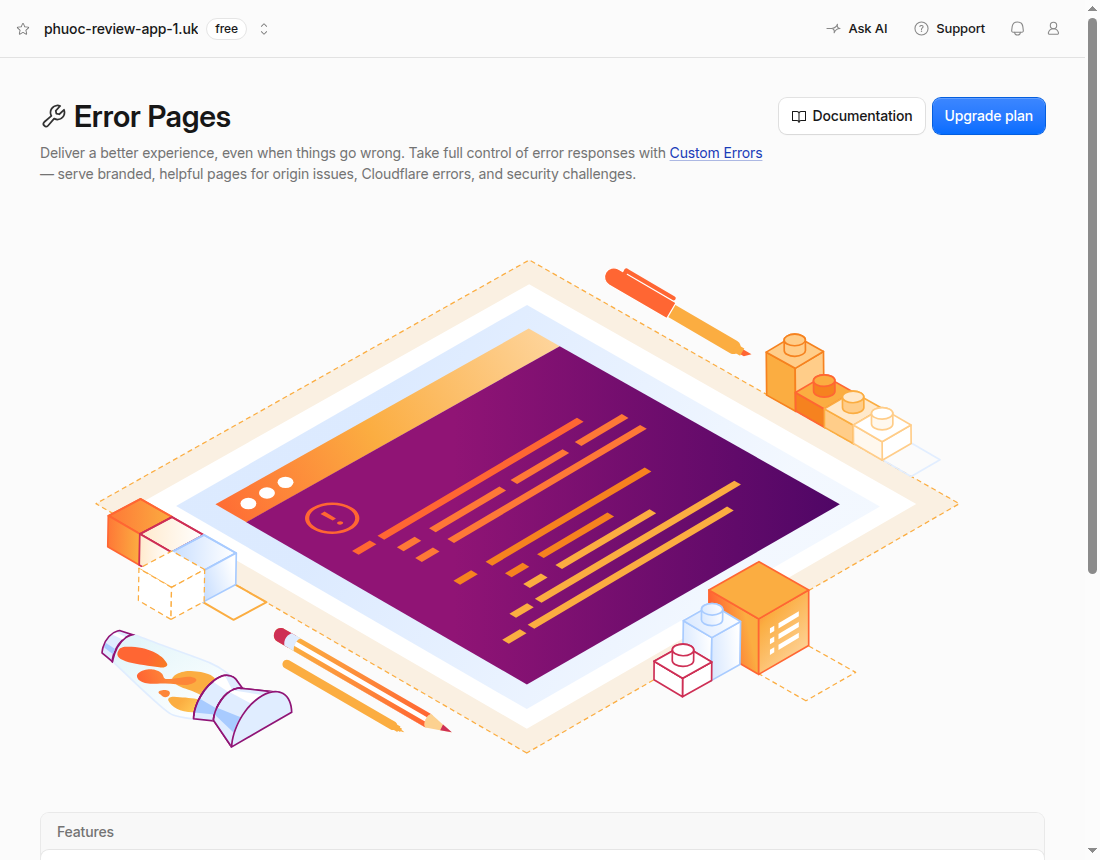 phuoc-review-app-1.uk free
Ask AI Support
Error Pages
Documentation Upgrade plan
Deliver a better experience, even when things go wrong. Take full control of error responses with Custom Errors
— serve branded, helpful pages for origin issues, Cloudflare errors, and security challenges.
Features